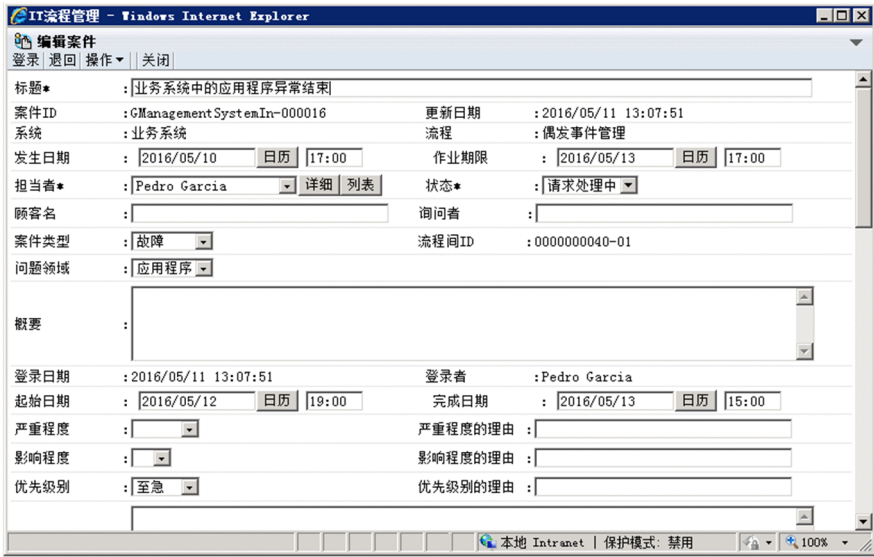 IT流程管理 - Windows Internet Explorer
编辑案件
登录 退回 操作 关闭
标题* :业务系统中的应用程序异常结束
案件ID :GManagementSystemIn-000016 更新日期 :2016/05/11 13:07:51
系统 :业务系统 流程 :偶发事件管理
发生日期 : 2016/05/10 日历 17:00 作业期限 : 2016/05/13 日历 17:00
担当者* : Pedro Garcia 详细 列表 状态* : 请求处理中
顾客名 : 询问者 :
案件类型 : 故障 流程间ID :0000000040-01
问题领域 : 应用程序
概要 :
登录日期 :2016/05/11 13:07:51 登录者 :Pedro Garcia
起始日期 : 2016/05/12 日历 19:00 完成日期 : 2016/05/13 日历 15:00
严重程度 : 严重程度的理由 :
影响程度 : 影响程度的理由 :
优先级别 : 至急 优先级别的理由 :
本地 Intranet | 保护模式: 禁用 100%